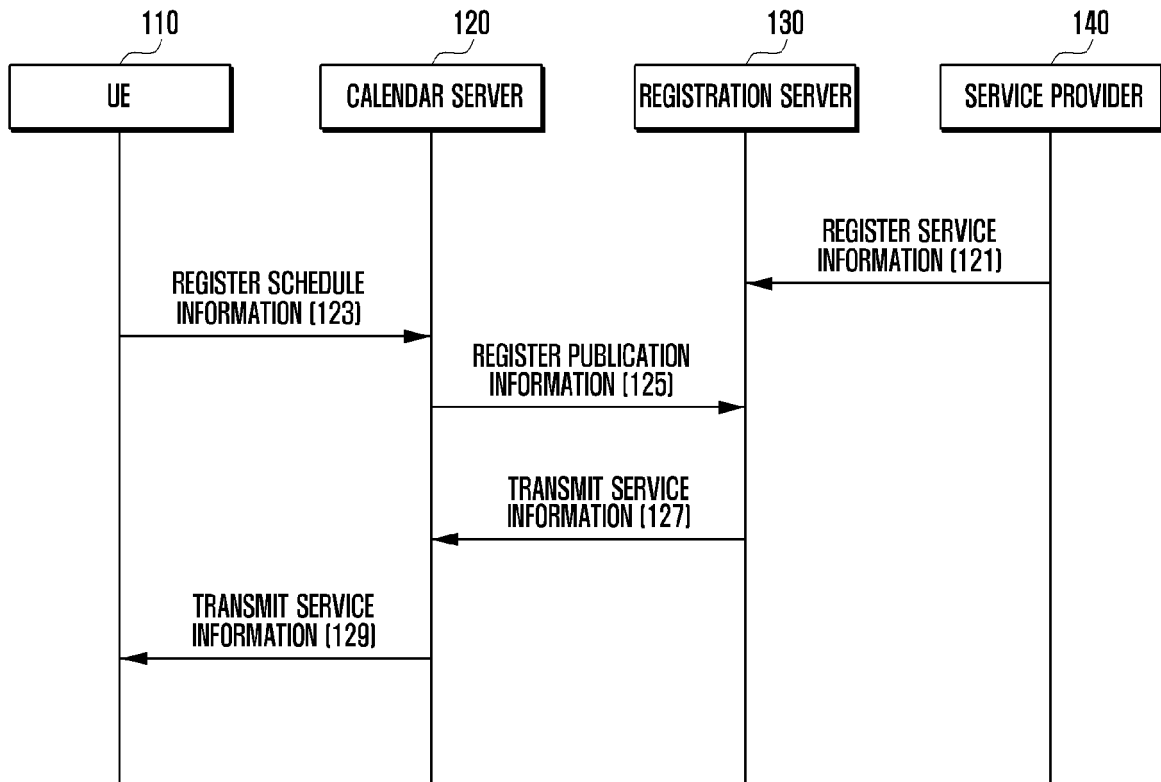 110
120
130
140
UE
CALENDAR SERVER
REGISTRATION SERVER
SERVICE PROVIDER
REGISTER SERVICE
INFORMATION (121)
REGISTER SCHEDULE
INFORMATION (123)
REGISTER PUBLICATION
INFORMATION (125)
TRANSMIT SERVICE
INFORMATION (127)
TRANSMIT SERVICE
INFORMATION (129)